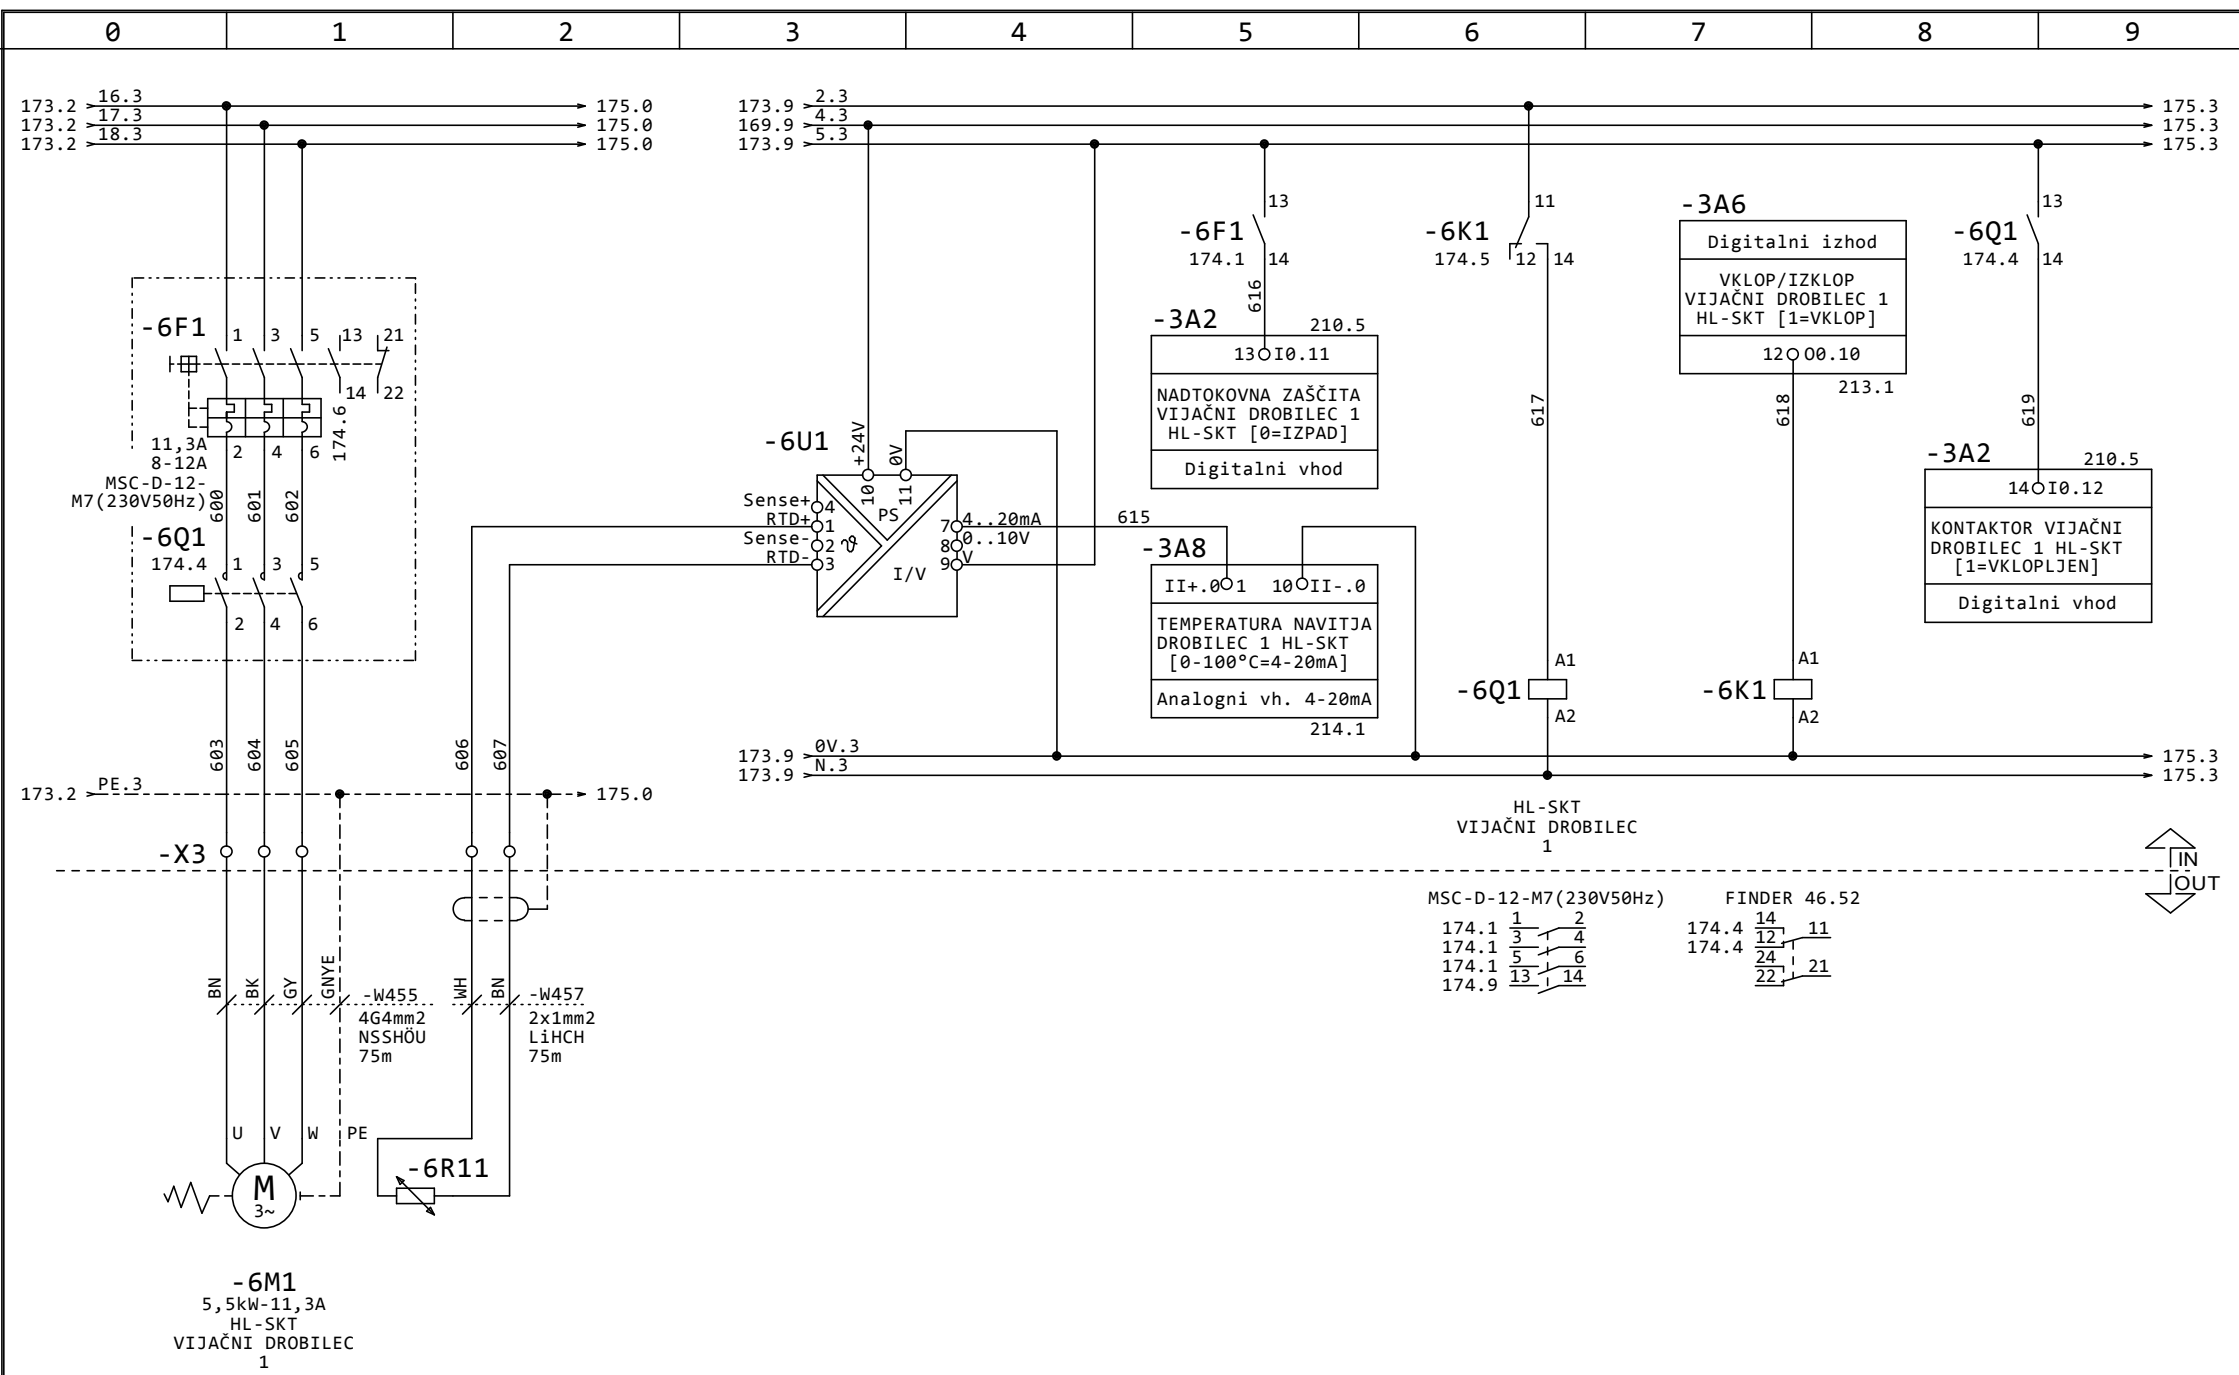 0 1 2 3 4 5 6 7 8 9
173.2 16.3 175.0
173.2 17.3 175.0
173.2 18.3 175.0
173.9 2.3 175.3
169.9 4.3 175.3
173.9 5.3 175.3
-6F1
1 3 5 13 21
14 22
2 4 6
174.6
11,3A
8-12A
MSC-D-12-
M7(230V50Hz)
600 601 602
-6Q1
174.4
1 3 5
2 4 6
603 604 605
606 607
173.2 PE.3 175.0
-X3
BN BK GY GNYE
-W455
4G4mm2
NSSHÖU
75m
WH BN
-W457
2x1mm2
LiHCH
75m
U V W PE
M
3~
-6R11
-6M1
5,5kW-11,3A
HL-SKT
VIJAČNI DROBILEC
1
-6U1
+24V 0V
10 11
PS
Sense+ 4
RTD+ 1
Sense- 2
RTD- 3
ϑ
I/V
7 4..20mA
8 0..10V
9 V
615
13
-6F1
174.1 14
616
-3A2 210.5
13 I0.11
NADTOKOVNA ZAŠČITA
VIJAČNI DROBILEC 1
HL-SKT [0=IZPAD]
Digitalni vhod
-3A8
II+.0 1 10 II-.0
TEMPERATURA NAVITJA
DROBILEC 1 HL-SKT
[0-100°C=4-20mA]
Analogni vh. 4-20mA
214.1
11
-6K1
174.5 12 14
617
A1
-6Q1
A2
-3A6
Digitalni izhod
VKLOP/IZKLOP
VIJAČNI DROBILEC 1
HL-SKT [1=VKLOP]
12 O0.10
213.1
618
A1
-6K1
A2
13
-6Q1
174.4 14
619
-3A2 210.5
14 I0.12
KONTAKTOR VIJAČNI
DROBILEC 1 HL-SKT
[1=VKLOPLJEN]
Digitalni vhod
173.9 0V.3 175.3
173.9 N.3 175.3
HL-SKT
VIJAČNI DROBILEC
1
IN
OUT
MSC-D-12-M7(230V50Hz)
174.1 1 2
174.1 3 4
174.1 5 6
174.9 13 14
FINDER 46.52
174.4 14
174.4 12 11
24
22 21